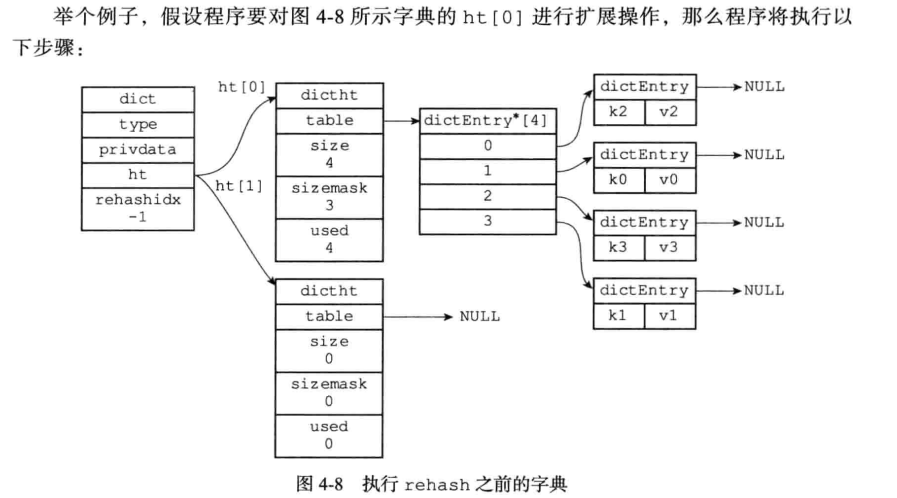 举个例子，假设程序要对图 4-8 所示字典的 ht[0] 进行扩展操作，那么程序将执行以
下步骤：
dict
type
privdata
ht
rehashidx
-1
ht[0]
ht[1]
dictht
table
size
4
sizemask
3
used
4
dictEntry*[4]
0
1
2
3
dictEntry
k2 v2
NULL
dictEntry
k0 v0
NULL
dictEntry
k3 v3
NULL
dictEntry
k1 v1
NULL
dictht
table
NULL
size
0
sizemask
0
used
0
图 4-8 执行 rehash 之前的字典